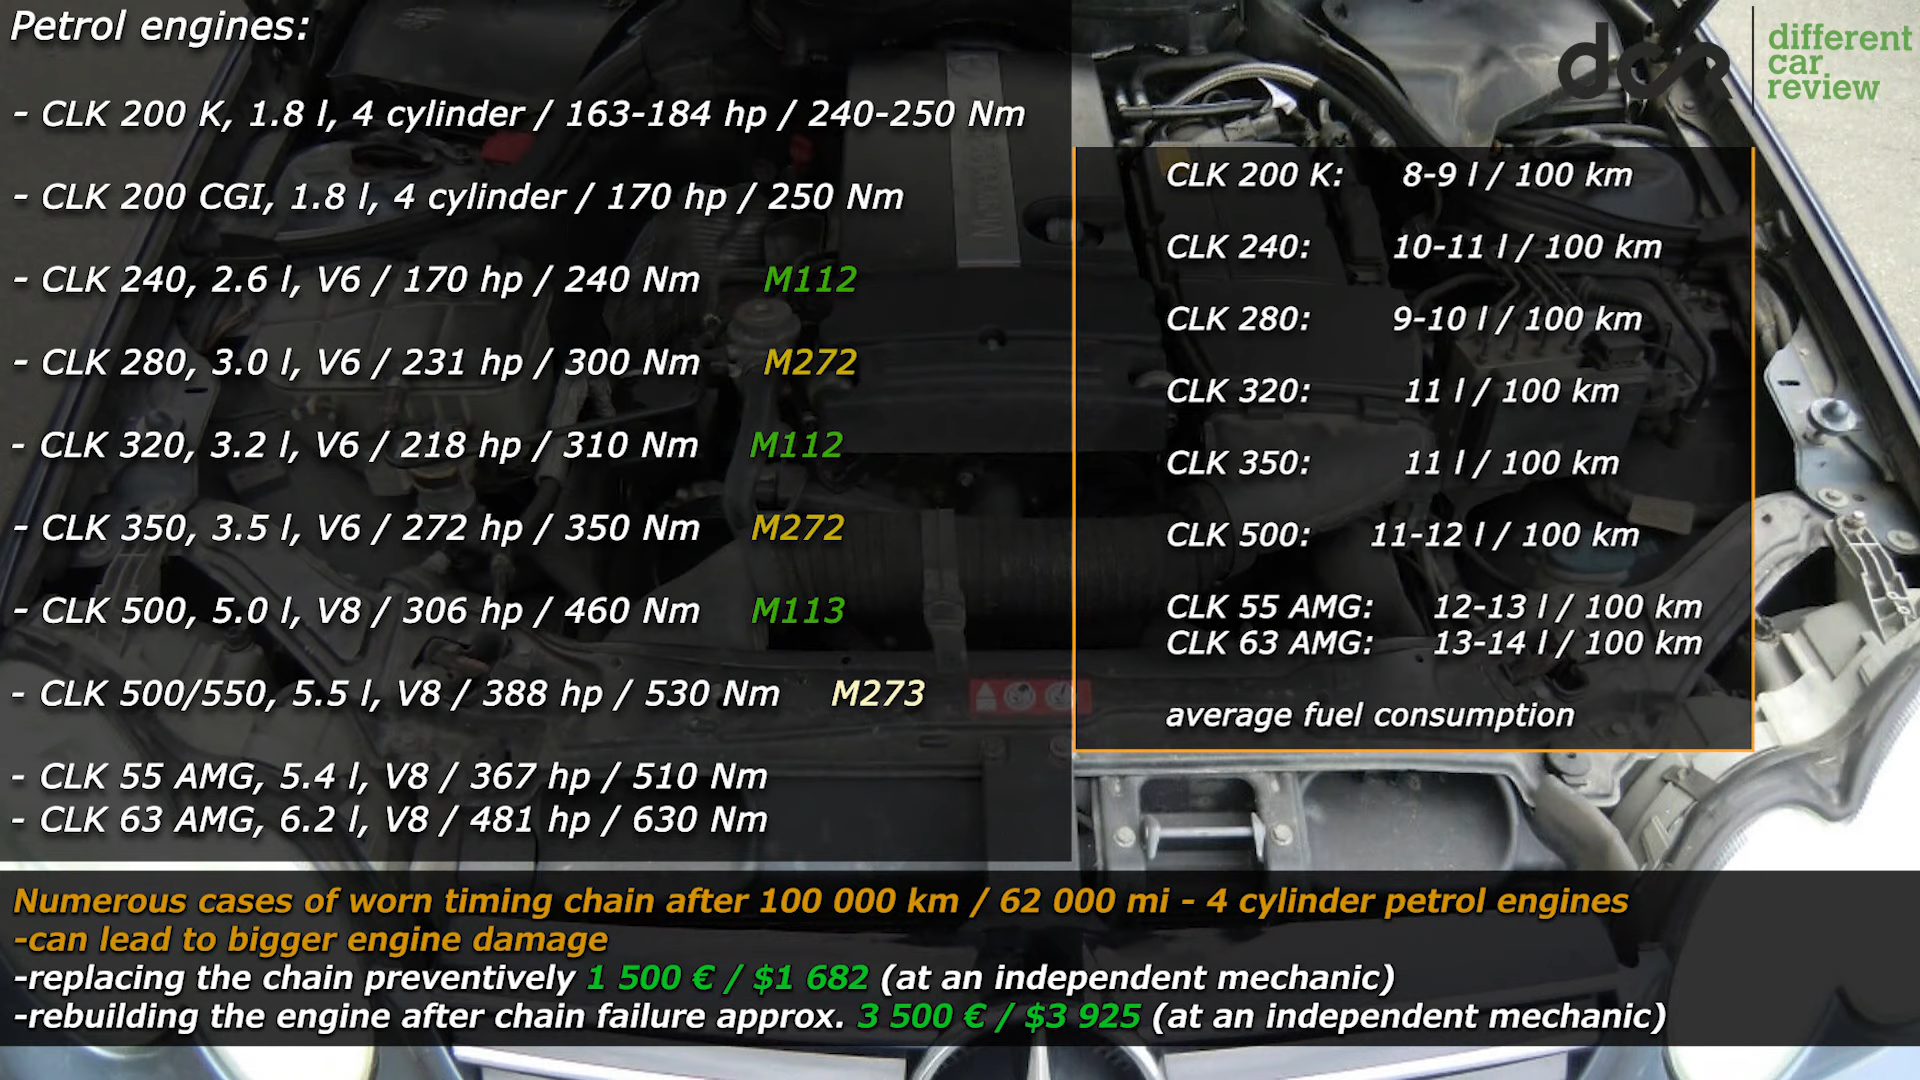 Petrol engines:
- CLK 200 K, 1.8 l, 4 cylinder / 163-184 hp / 240-250 Nm
- CLK 200 CGI, 1.8 l, 4 cylinder / 170 hp / 250 Nm
- CLK 240, 2.6 l, V6 / 170 hp / 240 Nm M112
- CLK 280, 3.0 l, V6 / 231 hp / 300 Nm M272
- CLK 320, 3.2 l, V6 / 218 hp / 310 Nm M112
- CLK 350, 3.5 l, V6 / 272 hp / 350 Nm M272
- CLK 500, 5.0 l, V8 / 306 hp / 460 Nm M113
- CLK 500/550, 5.5 l, V8 / 388 hp / 530 Nm M273
- CLK 55 AMG, 5.4 l, V8 / 367 hp / 510 Nm
- CLK 63 AMG, 6.2 l, V8 / 481 hp / 630 Nm
dcr
different
car
review
CLK 200 K: 8-9 l / 100 km
CLK 240: 10-11 l / 100 km
CLK 280: 9-10 l / 100 km
CLK 320: 11 l / 100 km
CLK 350: 11 l / 100 km
CLK 500: 11-12 l / 100 km
CLK 55 AMG: 12-13 l / 100 km
CLK 63 AMG: 13-14 l / 100 km
average fuel consumption
Numerous cases of worn timing chain after 100 000 km / 62 000 mi - 4 cylinder petrol engines
-can lead to bigger engine damage
-replacing the chain preventively 1 500 € / $1 682 (at an independent mechanic)
-rebuilding the engine after chain failure approx. 3 500 € / $3 925 (at an independent mechanic)